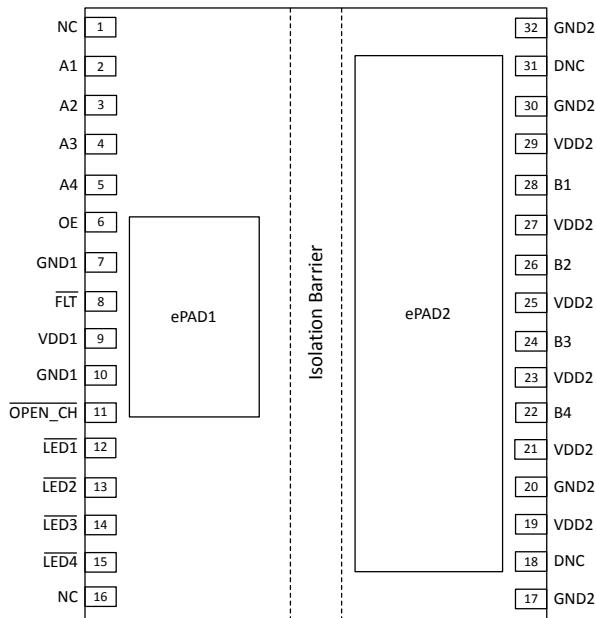 NC 1 32 GND2
A1 2 31 DNC
A2 3 30 GND2
A3 4 29 VDD2
A4 5 28 B1
OE 6 27 VDD2
GND1 7 26 B2
FLT 8 25 VDD2
ePAD1
ePAD2
Isolation Barrier
VDD1 9 24 B3
GND1 10 23 VDD2
OPEN_CH 11 22 B4
LED1 12 21 VDD2
LED2 13 20 GND2
LED3 14 19 VDD2
LED4 15 18 DNC
NC 16 17 GND2